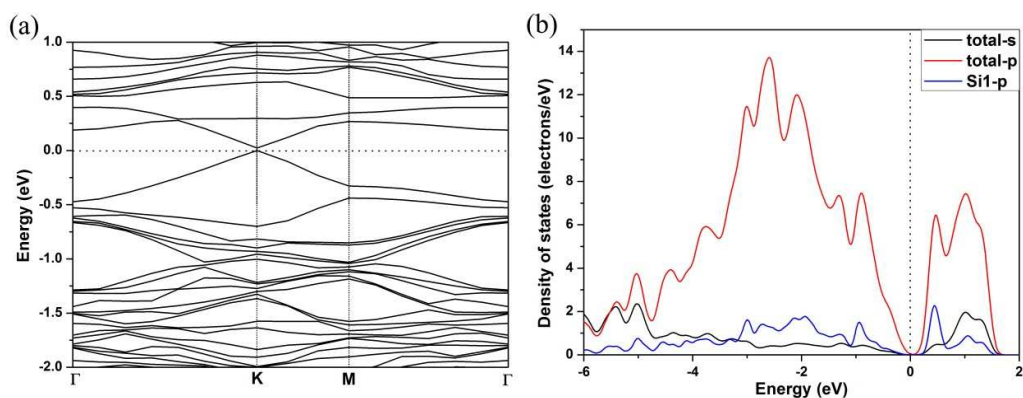 (a)
1.0
0.5
0.0
-0.5
-1.0
-1.5
-2.0
Energy (eV)
Γ
K
M
Γ
(b)
14
12
10
8
6
4
2
0
Density of states (electrons/eV)
total-s
total-p
Si1-p
-6
-4
-2
0
2
Energy (eV)